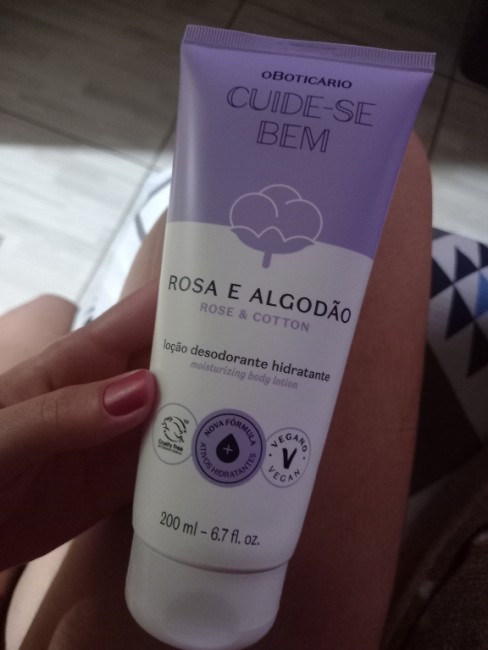 oBOTICÁRIO
CUIDE-SE
BEM
ROSA E ALGODÃO
ROSE & COTTON
loção desodorante hidratante
moisturizing body lotion
Cruelty free
NOVA FÓRMULA
ATIVOS HIDRATANTES
VEGANO
V
VEGAN
200 ml – 6.7 fl. oz.